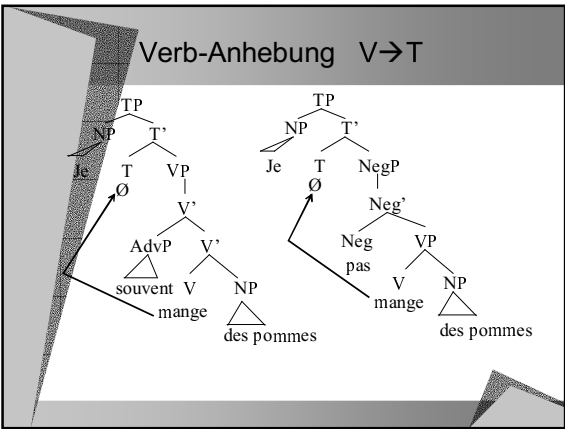 Verb-Anhebung V→T
TP
NP T’
Je T VP
Ø
V’
AdvP V’
souvent V NP
mange
des pommes
TP
NP T’
Je T NegP
Ø
Neg’
Neg VP
pas
V NP
mange
des pommes